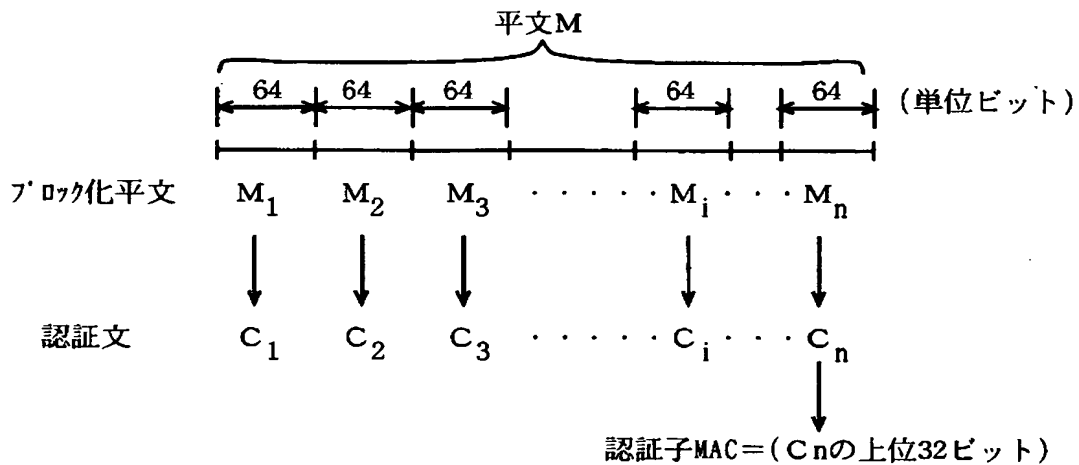 平文M
64 64 64 64 64 (単位ビット)
ブロック化平文 M1 M2 M3 ・・・・・ Mi ・・・ Mn
認証文 C1 C2 C3 ・・・・・ Ci ・・・ Cn
認証子MAC=(Cnの上位32ビット)